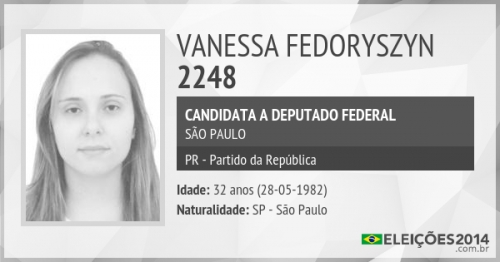 VANESSA FEDORYSZYN
2248
CANDIDATA A DEPUTADO FEDERAL
SÃO PAULO
PR - Partido da República
Idade: 32 anos (28-05-1982)
Naturalidade: SP - São Paulo
ELEIÇÕES2014
.com.br